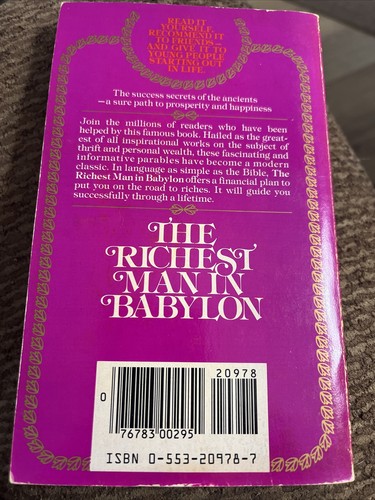 READ IT
YOURSELF,
RECOMMEND IT
TO FRIENDS—
AND GIVE IT TO
YOUNG PEOPLE
STARTING OUT
IN LIFE.
The success secrets of the ancients
—a sure path to prosperity and happiness
Join the millions of readers who have been
helped by this famous book. Hailed as the great-
est of all inspirational works on the subject of
thrift and personal wealth, these fascinating and
informative parables have become a modern
classic. In language as simple as the Bible, The
Richest Man in Babylon offers a financial plan to
put you on the road to riches. It will guide you
successfully through a lifetime.
THE
RICHEST
MAN IN
BABYLON
20978
0
76783 00295
ISBN 0-553-20978-7